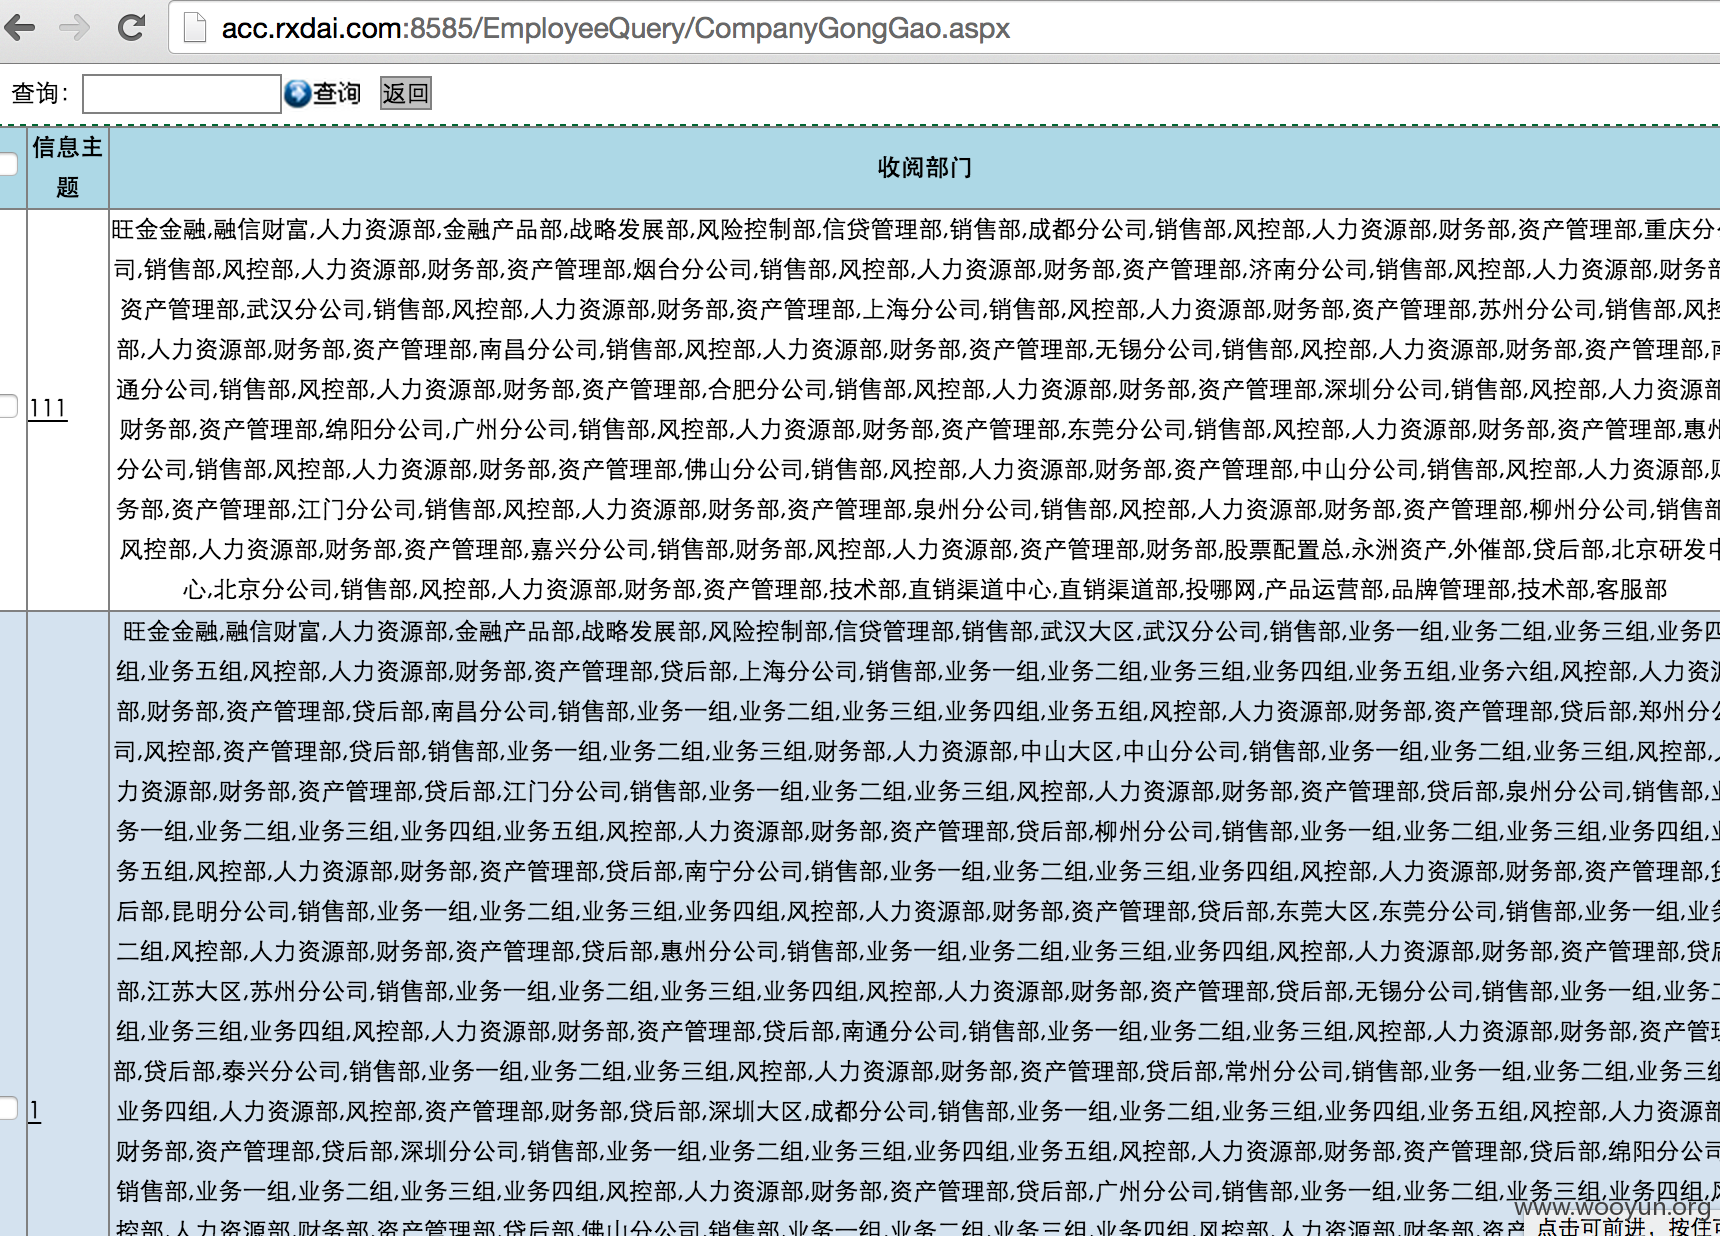 acc.rxdai.com:8585/EmployeeQuery/CompanyGongGao.aspx
查询: 查询 返回
信息主题 收阅部门
旺金金融,融信财富,人力资源部,金融产品部,战略发展部,风险控制部,信贷管理部,销售部,成都分公司,销售部,风控部,人力资源部,财务部,资产管理部,重庆分
司,销售部,风控部,人力资源部,财务部,资产管理部,烟台分公司,销售部,风控部,人力资源部,财务部,资产管理部,济南分公司,销售部,风控部,人力资源部,财务部
资产管理部,武汉分公司,销售部,风控部,人力资源部,财务部,资产管理部,上海分公司,销售部,风控部,人力资源部,财务部,资产管理部,苏州分公司,销售部,风控
部,人力资源部,财务部,资产管理部,南昌分公司,销售部,风控部,人力资源部,财务部,资产管理部,无锡分公司,销售部,风控部,人力资源部,财务部,资产管理部,南
111
通分公司,销售部,风控部,人力资源部,财务部,资产管理部,合肥分公司,销售部,风控部,人力资源部,财务部,资产管理部,深圳分公司,销售部,风控部,人力资源部
财务部,资产管理部,绵阳分公司,广州分公司,销售部,风控部,人力资源部,财务部,资产管理部,东莞分公司,销售部,风控部,人力资源部,财务部,资产管理部,惠州
分公司,销售部,风控部,人力资源部,财务部,资产管理部,佛山分公司,销售部,风控部,人力资源部,财务部,资产管理部,中山分公司,销售部,风控部,人力资源部,财
务部,资产管理部,江门分公司,销售部,风控部,人力资源部,财务部,资产管理部,泉州分公司,销售部,风控部,人力资源部,财务部,资产管理部,柳州分公司,销售部
风控部,人力资源部,财务部,资产管理部,嘉兴分公司,销售部,财务部,风控部,人力资源部,资产管理部,财务部,股票配置总,永洲资产,外催部,贷后部,北京研发中
心,北京分公司,销售部,风控部,人力资源部,财务部,资产管理部,技术部,直销渠道中心,直销渠道部,投哪网,产品运营部,品牌管理部,技术部,客服部
旺金金融,融信财富,人力资源部,金融产品部,战略发展部,风险控制部,信贷管理部,销售部,武汉大区,武汉分公司,销售部,业务一组,业务二组,业务三组,业务四
组,业务五组,风控部,人力资源部,财务部,资产管理部,贷后部,上海分公司,销售部,业务一组,业务二组,业务三组,业务四组,业务五组,业务六组,风控部,人力资源
部,财务部,资产管理部,贷后部,南昌分公司,销售部,业务一组,业务二组,业务三组,业务四组,业务五组,风控部,人力资源部,财务部,资产管理部,贷后部,郑州分公
司,风控部,资产管理部,贷后部,销售部,业务一组,业务二组,业务三组,财务部,人力资源部,中山大区,中山分公司,销售部,业务一组,业务二组,业务三组,风控部,人
力资源部,财务部,资产管理部,贷后部,江门分公司,销售部,业务一组,业务二组,业务三组,风控部,人力资源部,财务部,资产管理部,贷后部,泉州分公司,销售部,业
务一组,业务二组,业务三组,业务四组,业务五组,风控部,人力资源部,财务部,资产管理部,贷后部,柳州分公司,销售部,业务一组,业务二组,业务三组,业务四组,业
务五组,风控部,人力资源部,财务部,资产管理部,贷后部,南宁分公司,销售部,业务一组,业务二组,业务三组,业务四组,风控部,人力资源部,财务部,资产管理部,贷
后部,昆明分公司,销售部,业务一组,业务二组,业务三组,业务四组,风控部,人力资源部,财务部,资产管理部,贷后部,东莞大区,东莞分公司,销售部,业务一组,业务
二组,风控部,人力资源部,财务部,资产管理部,贷后部,惠州分公司,销售部,业务一组,业务二组,业务三组,业务四组,风控部,人力资源部,财务部,资产管理部,贷后
部,江苏大区,苏州分公司,销售部,业务一组,业务二组,业务三组,业务四组,风控部,人力资源部,财务部,资产管理部,贷后部,无锡分公司,销售部,业务一组,业务二
组,业务三组,业务四组,风控部,人力资源部,财务部,资产管理部,贷后部,南通分公司,销售部,业务一组,业务二组,业务三组,风控部,人力资源部,财务部,资产管理
部,贷后部,泰兴分公司,销售部,业务一组,业务二组,业务三组,风控部,人力资源部,财务部,资产管理部,贷后部,常州分公司,销售部,业务一组,业务二组,业务三组
1
业务四组,人力资源部,风控部,资产管理部,财务部,贷后部,深圳大区,成都分公司,销售部,业务一组,业务二组,业务三组,业务四组,业务五组,风控部,人力资源部
财务部,资产管理部,贷后部,深圳分公司,销售部,业务一组,业务二组,业务三组,业务四组,业务五组,风控部,人力资源部,财务部,资产管理部,贷后部,绵阳分公司
销售部,业务一组,业务二组,业务三组,业务四组,风控部,人力资源部,财务部,资产管理部,贷后部,广州分公司,销售部,业务一组,业务二组,业务三组,业务四组,风
控部,人力资源部,财务部,资产管理部,贷后部,佛山分公司,销售部,业务一组,业务二组,业务三组,业务四组,风控部,人力资源部,财务部,资产
www.wooyun.org
点击可前进，按住可